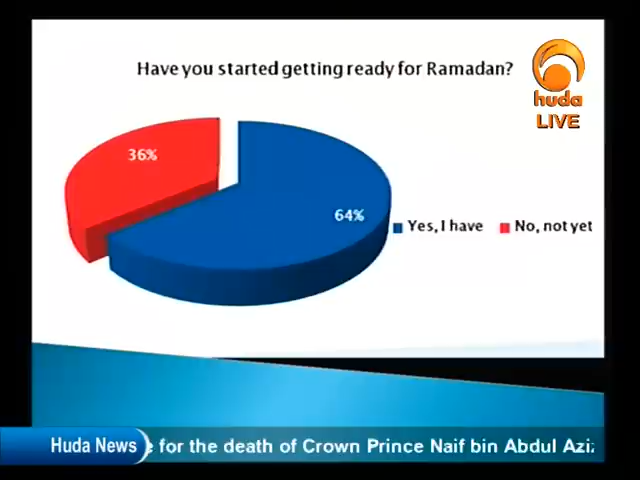 Have you started getting ready for Ramadan?
huda
LIVE
36%
64%
Yes, I have
No, not yet
Huda News
for the death of Crown Prince Naif bin Abdul Aziz